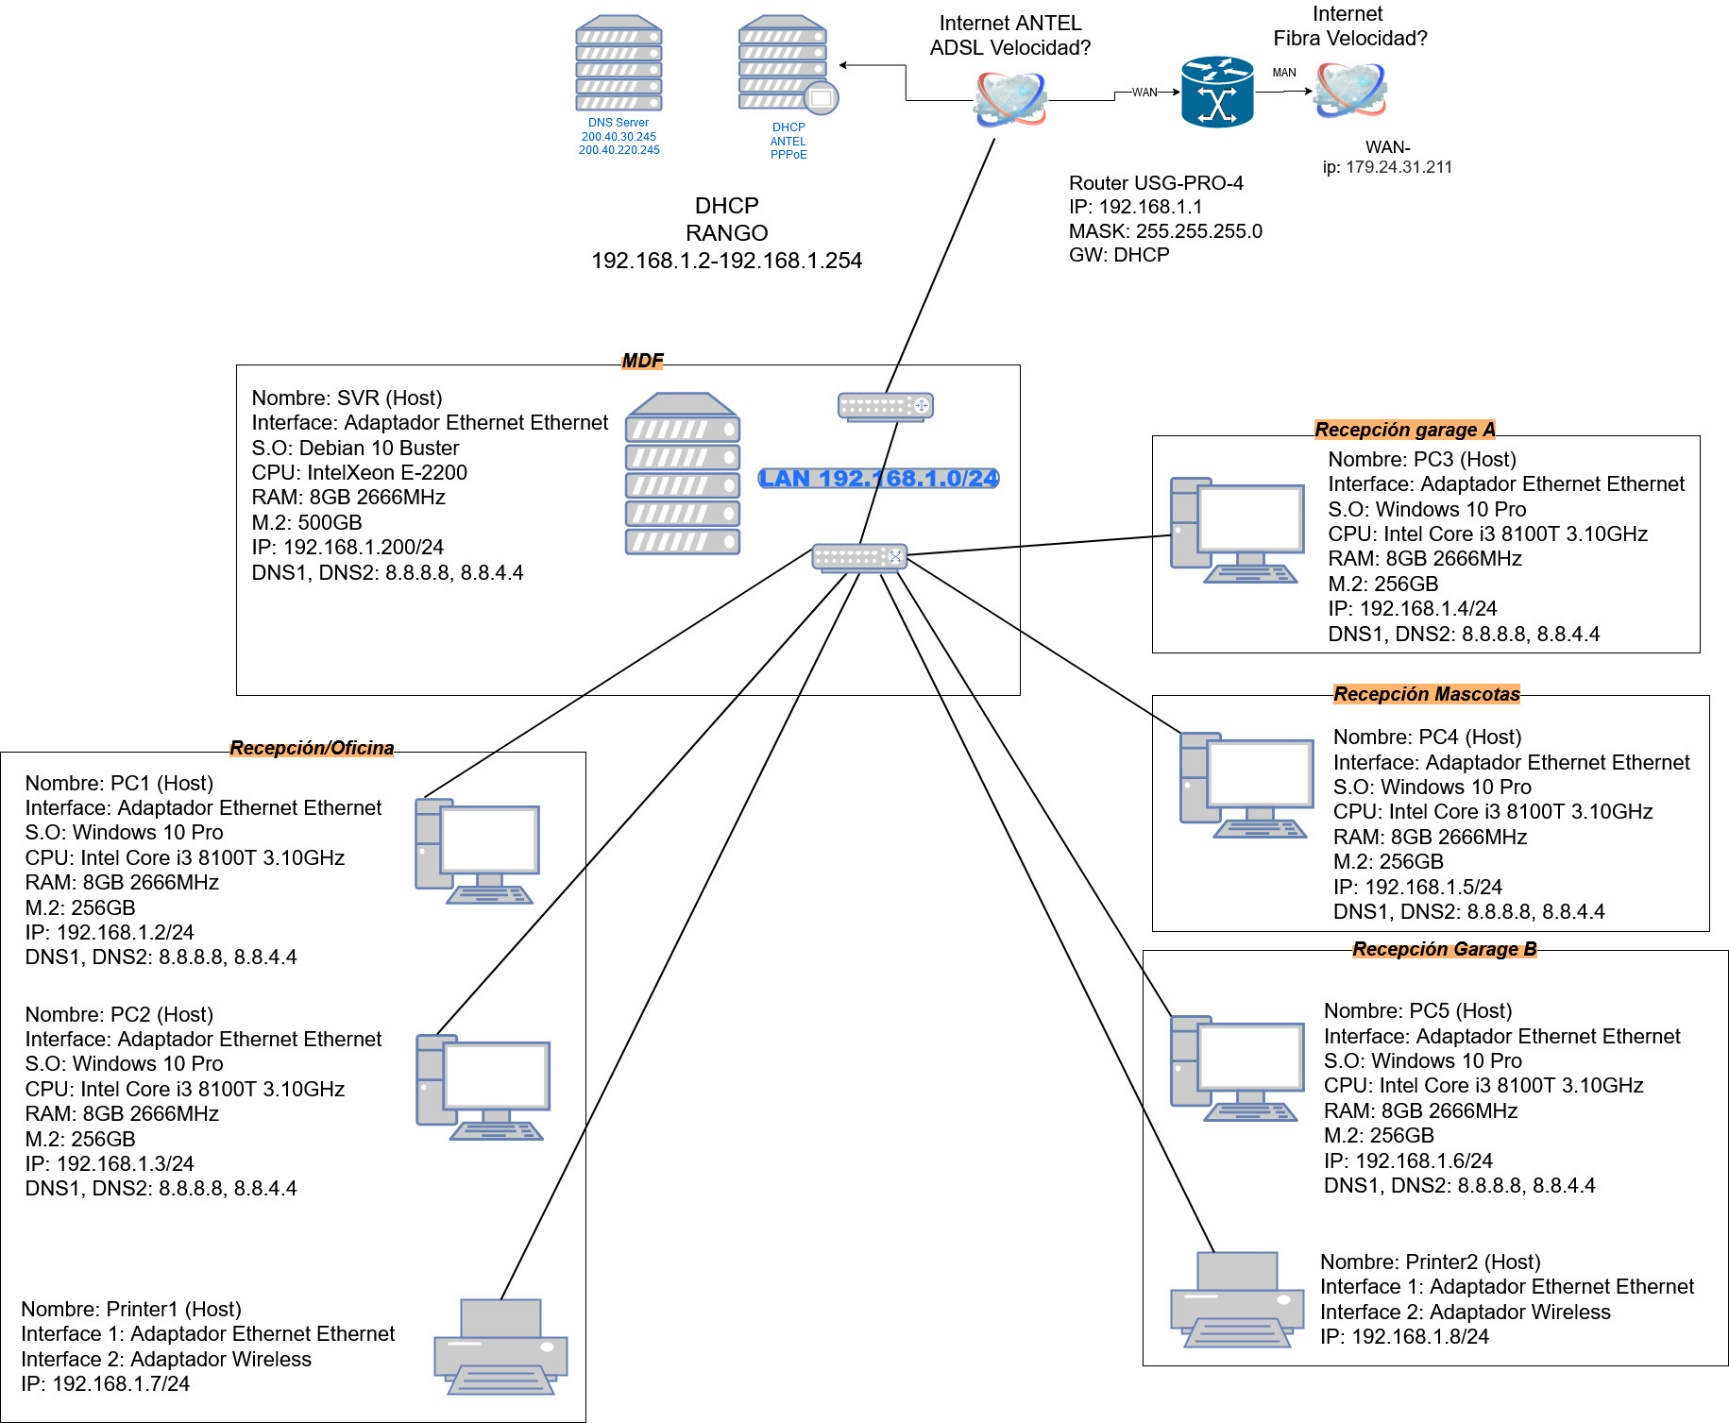 Internet ANTEL
ADSL Velocidad?
Internet
Fibra Velocidad?
WAN
MAN
DNS Server
200.40.30.245
200.40.220.245
DHCP
ANTEL
PPPoE
WAN-
ip: 179.24.31.211
DHCP
RANGO
192.168.1.2-192.168.1.254
Router USG-PRO-4
IP: 192.168.1.1
MASK: 255.255.255.0
GW: DHCP
MDF
Nombre: SVR (Host)
Interface: Adaptador Ethernet Ethernet
S.O: Debian 10 Buster
CPU: IntelXeon E-2200
RAM: 8GB 2666MHz
M.2: 500GB
IP: 192.168.1.200/24
DNS1, DNS2: 8.8.8.8, 8.8.4.4
LAN 192.168.1.0/24
Recepción garage A
Nombre: PC3 (Host)
Interface: Adaptador Ethernet Ethernet
S.O: Windows 10 Pro
CPU: Intel Core i3 8100T 3.10GHz
RAM: 8GB 2666MHz
M.2: 256GB
IP: 192.168.1.4/24
DNS1, DNS2: 8.8.8.8, 8.8.4.4
Recepción Mascotas
Nombre: PC4 (Host)
Interface: Adaptador Ethernet Ethernet
S.O: Windows 10 Pro
CPU: Intel Core i3 8100T 3.10GHz
RAM: 8GB 2666MHz
M.2: 256GB
IP: 192.168.1.5/24
DNS1, DNS2: 8.8.8.8, 8.8.4.4
Recepción/Oficina
Nombre: PC1 (Host)
Interface: Adaptador Ethernet Ethernet
S.O: Windows 10 Pro
CPU: Intel Core i3 8100T 3.10GHz
RAM: 8GB 2666MHz
M.2: 256GB
IP: 192.168.1.2/24
DNS1, DNS2: 8.8.8.8, 8.8.4.4
Nombre: PC2 (Host)
Interface: Adaptador Ethernet Ethernet
S.O: Windows 10 Pro
CPU: Intel Core i3 8100T 3.10GHz
RAM: 8GB 2666MHz
M.2: 256GB
IP: 192.168.1.3/24
DNS1, DNS2: 8.8.8.8, 8.8.4.4
Nombre: Printer1 (Host)
Interface 1: Adaptador Ethernet Ethernet
Interface 2: Adaptador Wireless
IP: 192.168.1.7/24
Recepción Garage B
Nombre: PC5 (Host)
Interface: Adaptador Ethernet Ethernet
S.O: Windows 10 Pro
CPU: Intel Core i3 8100T 3.10GHz
RAM: 8GB 2666MHz
M.2: 256GB
IP: 192.168.1.6/24
DNS1, DNS2: 8.8.8.8, 8.8.4.4
Nombre: Printer2 (Host)
Interface 1: Adaptador Ethernet Ethernet
Interface 2: Adaptador Wireless
IP: 192.168.1.8/24